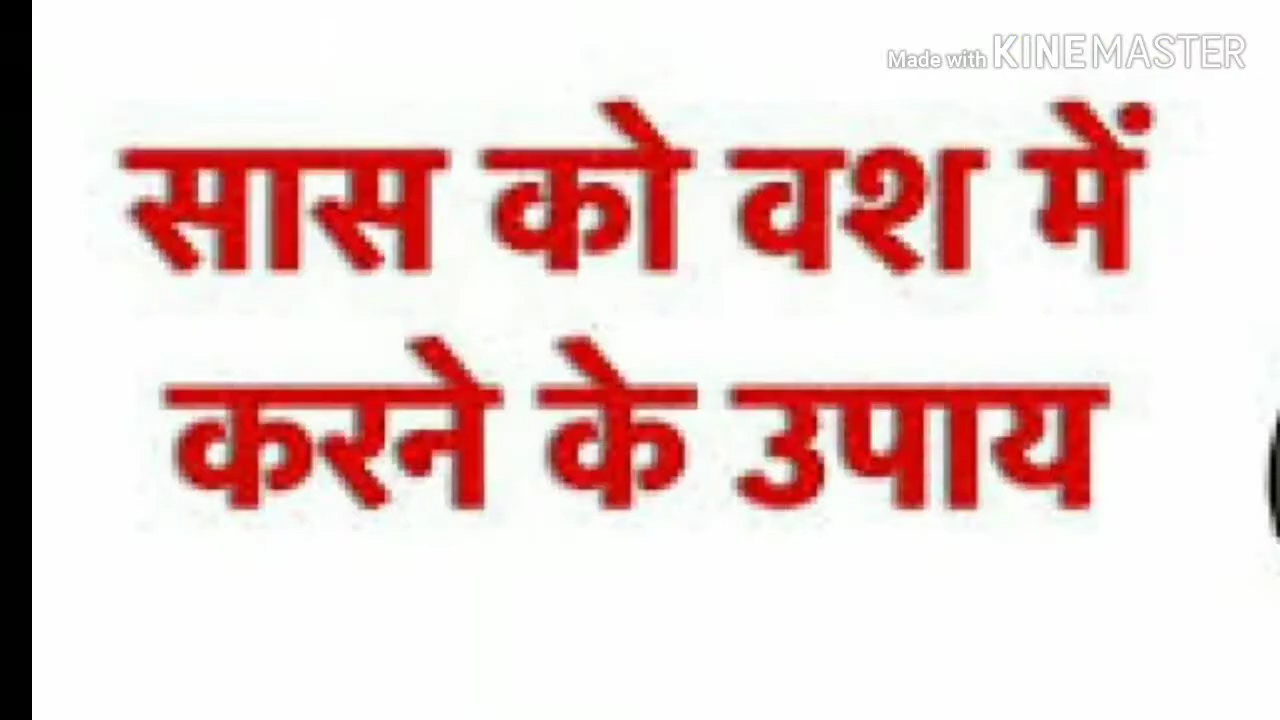 Made with KINEMASTER
सास को वश में
करने के उपाय